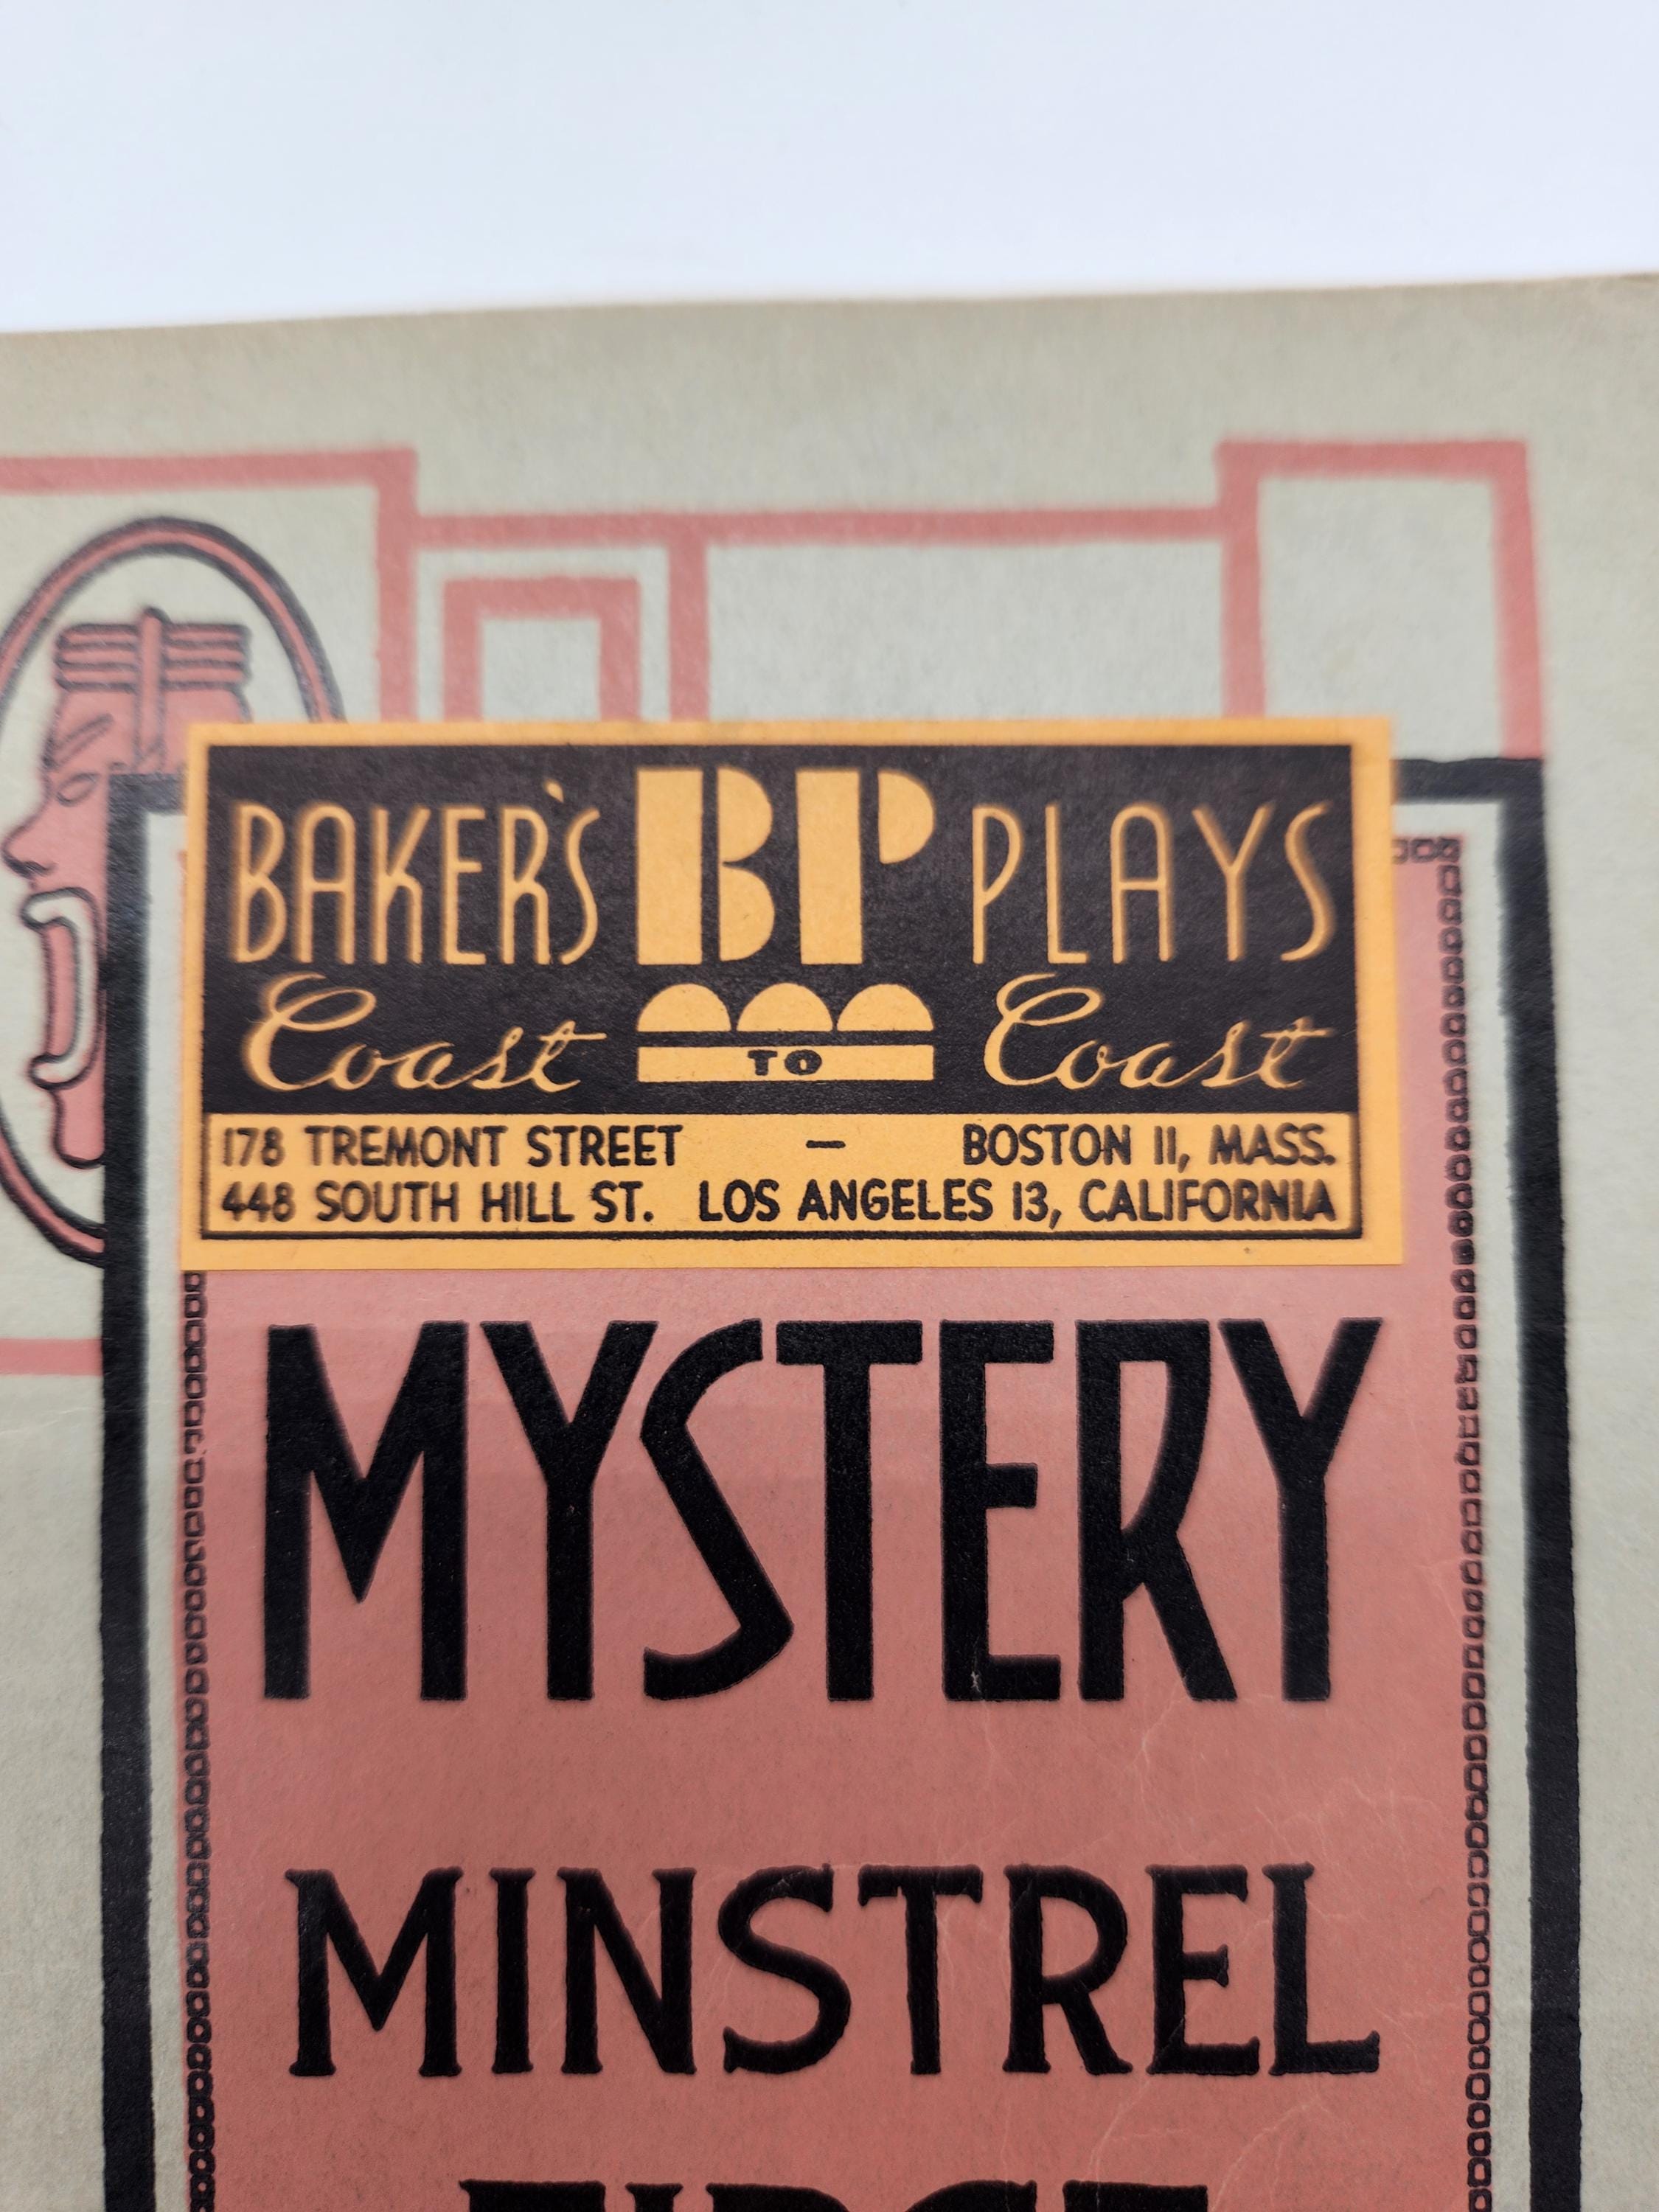 BAKER'S BP PLAYS
Coast TO Coast
178 TREMONT STREET — BOSTON 11, MASS.
448 SOUTH HILL ST. LOS ANGELES 13, CALIFORNIA
MYSTERY
MINSTREL